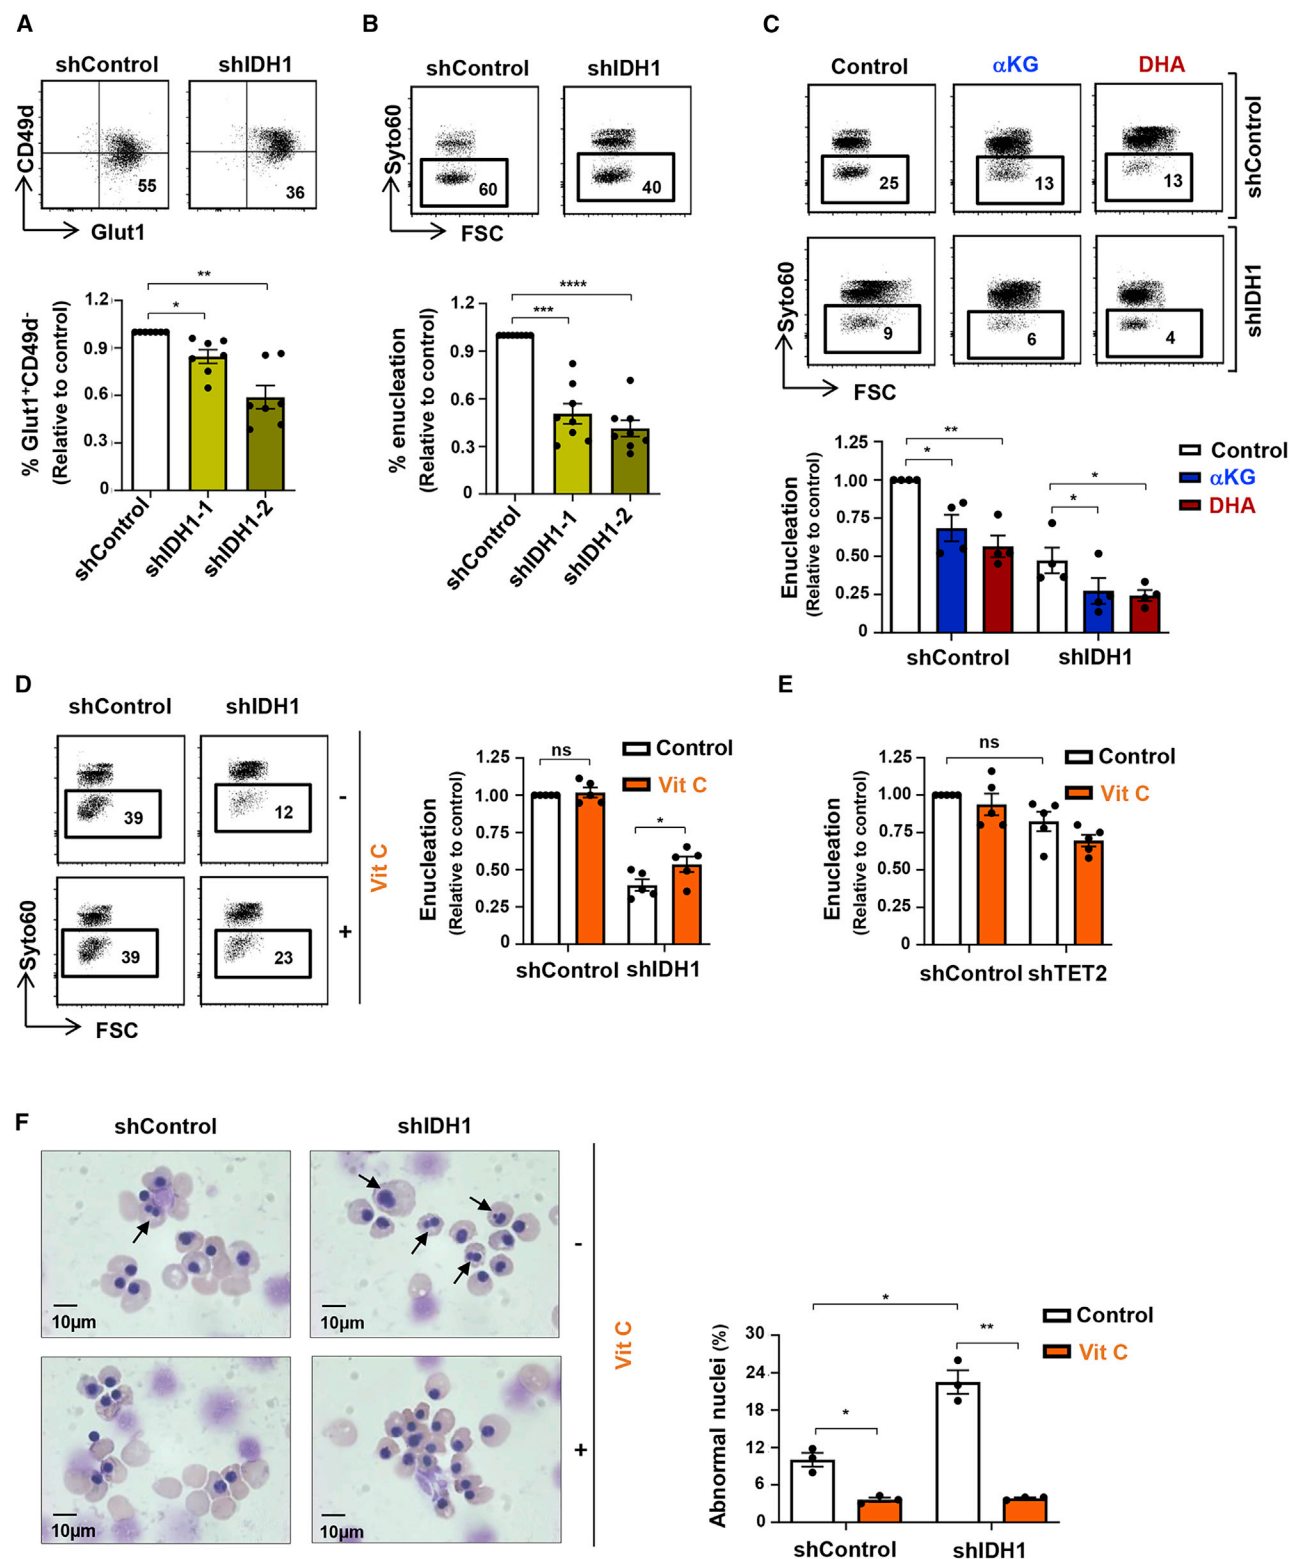 A
shControl shIDH1
CD49d
55 36
Glut1
** 
*
1.2
0.9
0.6
0.3
0
% Glut1+CD49d-
(Relative to control)
shControl shIDH1-1 shIDH1-2
B
shControl shIDH1
Syto60
60 40
FSC
****
***
1.2
0.9
0.6
0.3
0
% enucleation
(Relative to control)
shControl shIDH1-1 shIDH1-2
C
Control αKG DHA
25 13 13
shControl
Syto60
9 6 4
shIDH1
FSC
1.25
1.00
0.75
0.50
0.25
0
Enucleation
(Relative to control)
**
*
*
*
Control
αKG
DHA
shControl shIDH1
D
shControl shIDH1
39 12
-
Vit C
Syto60
39 23
+
FSC
1.25
1.00
0.75
0.50
0.25
0
Enucleation
(Relative to control)
ns
*
Control
Vit C
shControl shIDH1
E
ns
Control
Vit C
1.25
1.00
0.75
0.50
0.25
0
Enucleation
(Relative to control)
shControl shTET2
F
shControl shIDH1
10μm 10μm
-
Vit C
10μm 10μm
+
*
**
*
Control
Vit C
30
24
18
12
6
0
Abnormal nuclei (%)
shControl shIDH1